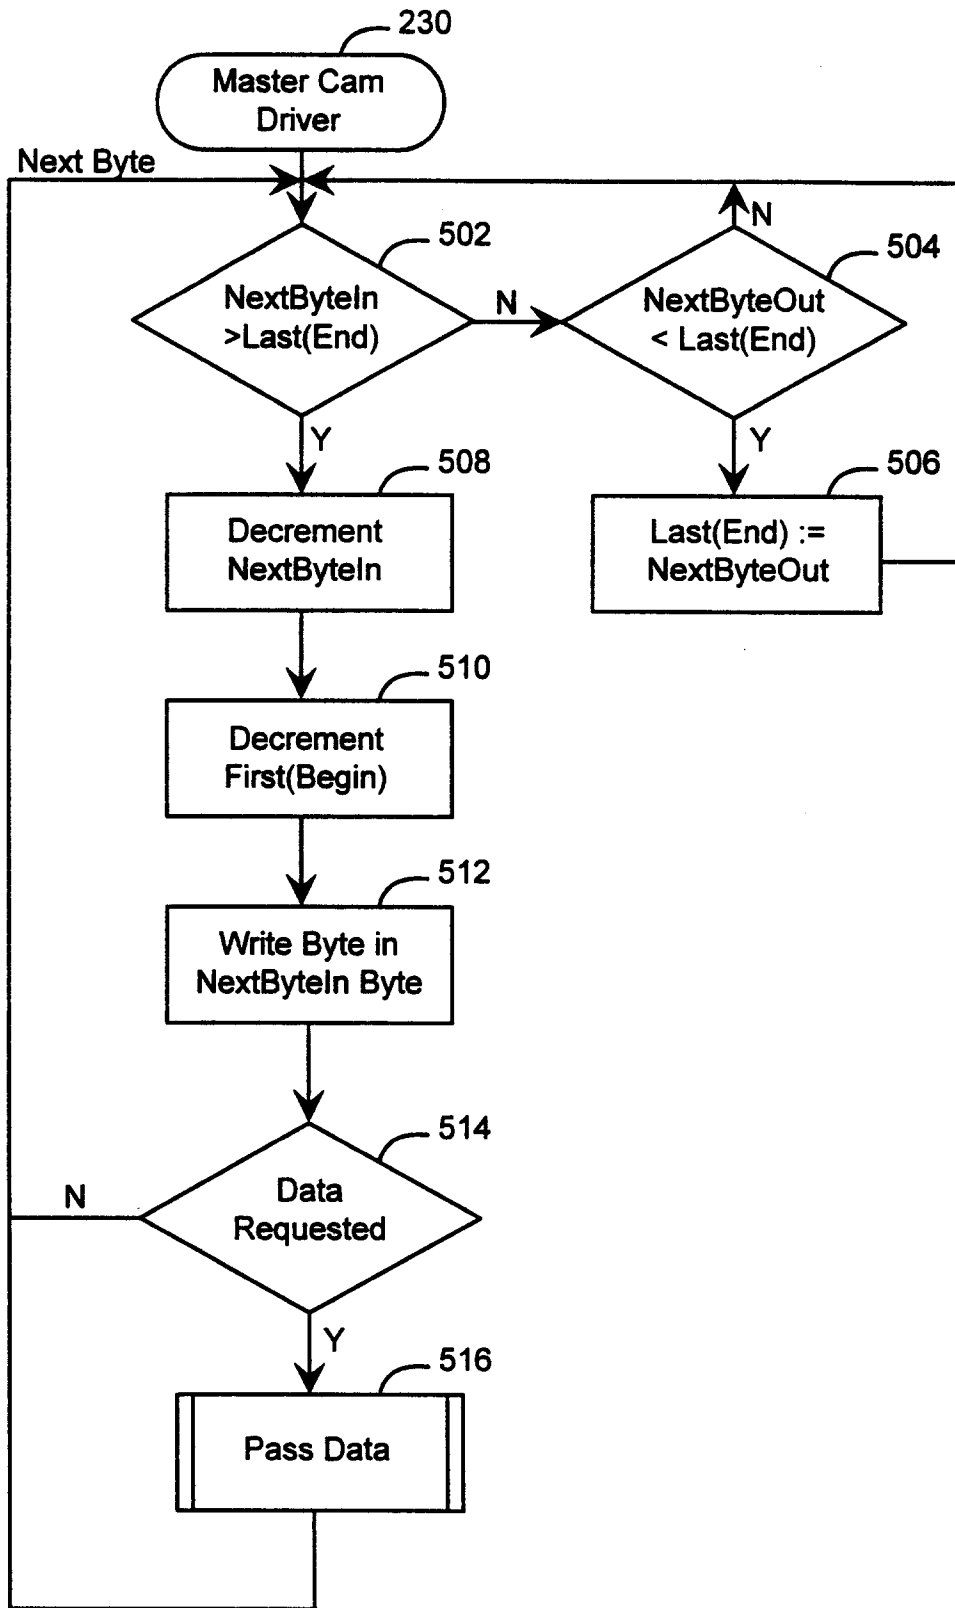 230
Master Cam
Driver
Next Byte
502
NextByteIn
>Last(End)
N
504
NextByteOut
< Last(End)
N
Y
Y
508
Decrement
NextByteIn
506
Last(End) :=
NextByteOut
510
Decrement
First(Begin)
512
Write Byte in
NextByteIn Byte
514
Data
Requested
N
Y
516
Pass Data